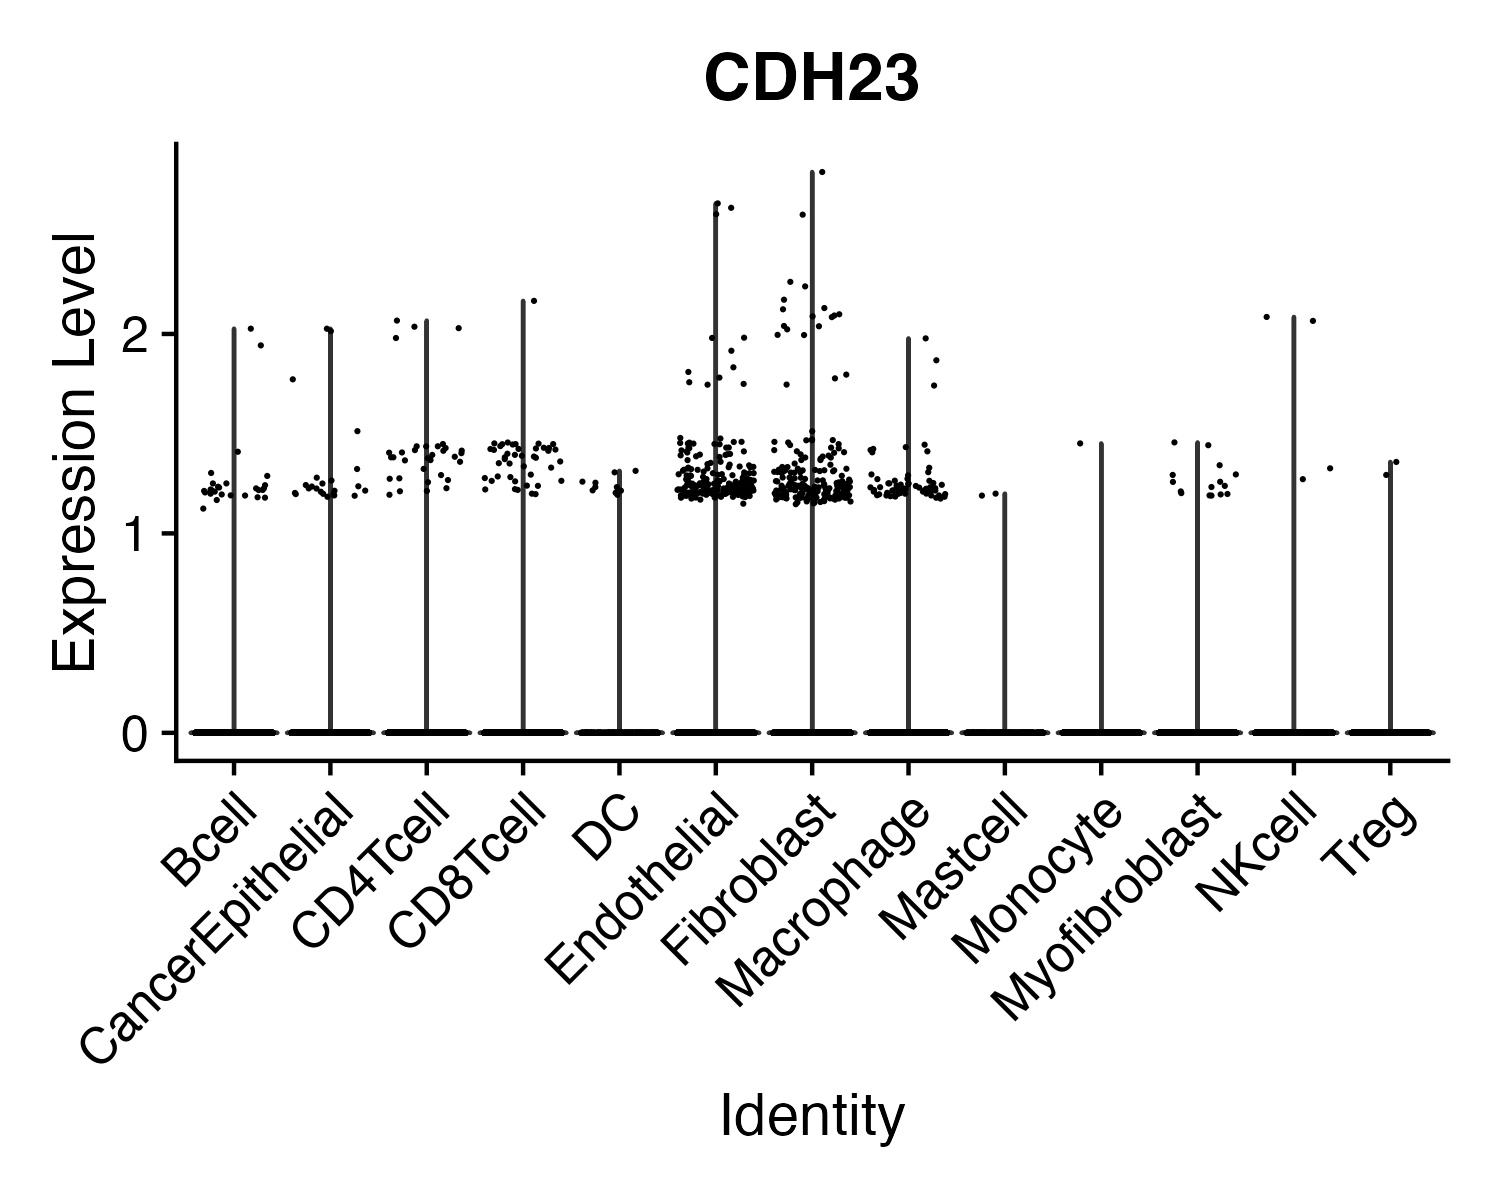 CDH23
Expression Level
2
1
0
Bcell
CancerEpithelial
CD4Tcell
CD8Tcell
DC
Endothelial
Fibroblast
Macrophage
Mastcell
Monocyte
Myofibroblast
NKcell
Treg
Identity